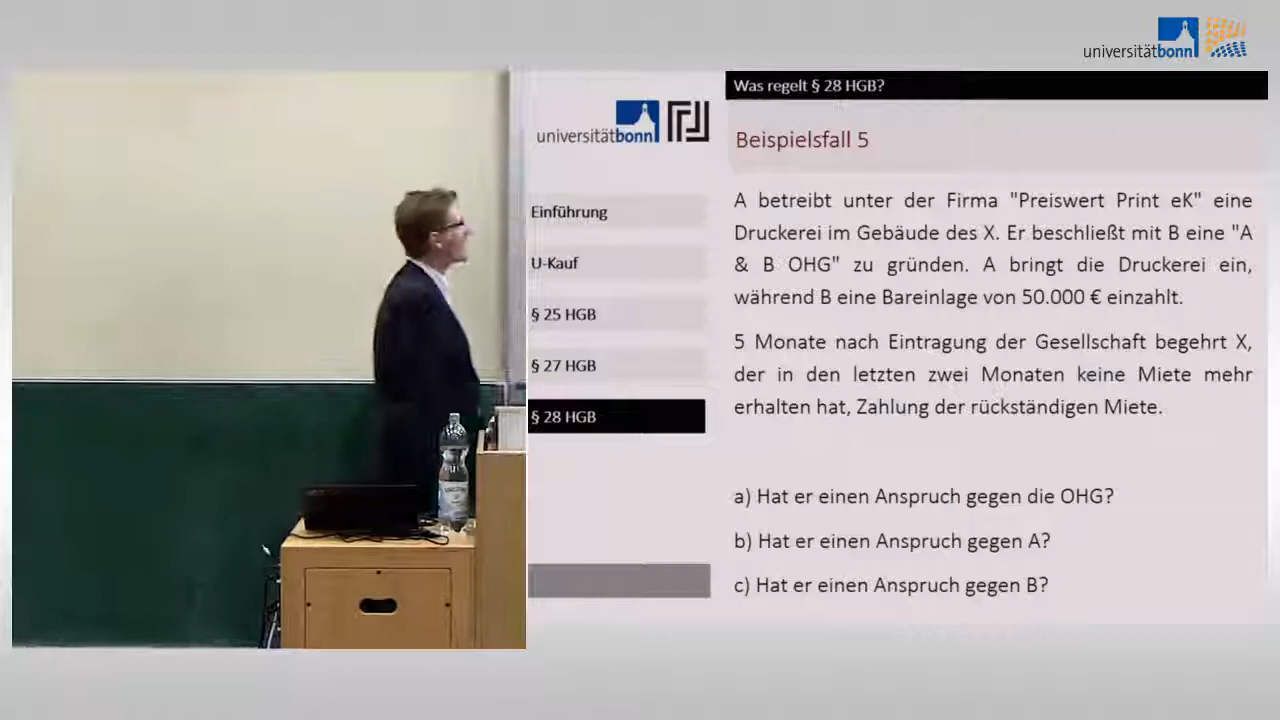 universitätbonn
Was regelt § 28 HGB?
universitätbonn
Beispielsfall 5
Einführung
U-Kauf
§ 25 HGB
§ 27 HGB
§ 28 HGB
A betreibt unter der Firma "Preiswert Print eK" eine
Druckerei im Gebäude des X. Er beschließt mit B eine "A
& B OHG" zu gründen. A bringt die Druckerei ein,
während B eine Bareinlage von 50.000 € einzahlt.
5 Monate nach Eintragung der Gesellschaft begehrt X,
der in den letzten zwei Monaten keine Miete mehr
erhalten hat, Zahlung der rückständigen Miete.
a) Hat er einen Anspruch gegen die OHG?
b) Hat er einen Anspruch gegen A?
c) Hat er einen Anspruch gegen B?